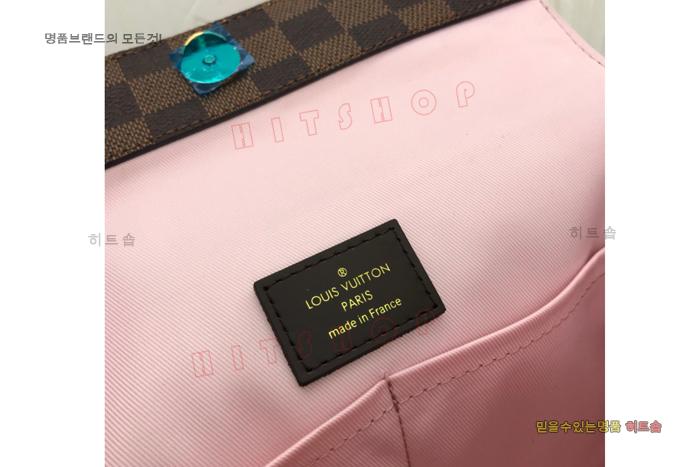 명품브랜드의 모든것!
HITSHOP
히트숍
히트숍
®
LOUIS VUITTON
PARIS
made in France
HITSHOP
믿을수있는명품 히트숍